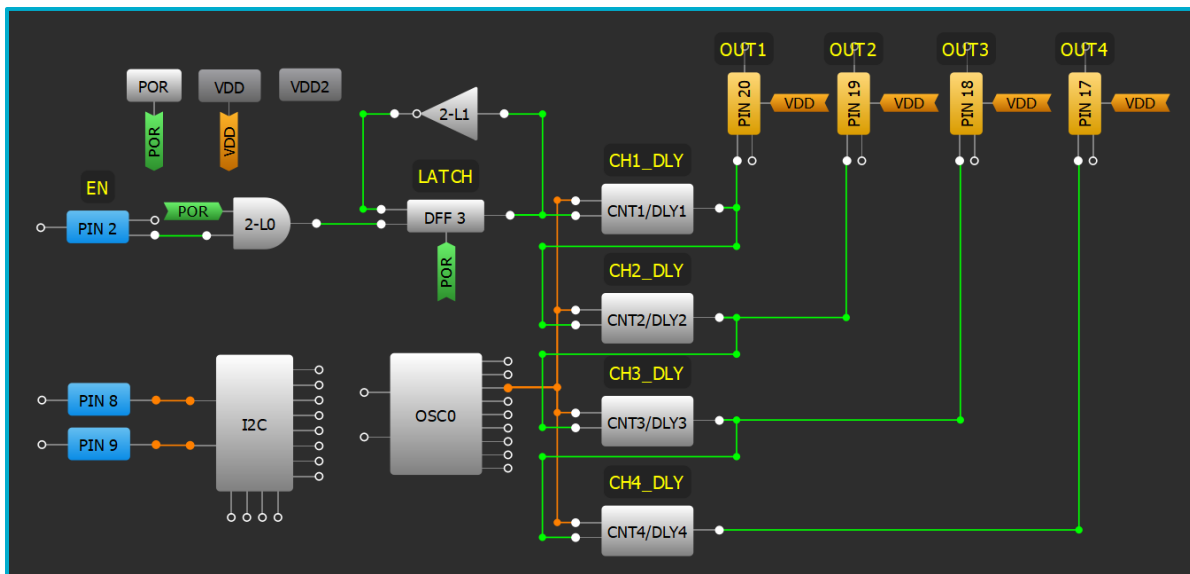 OUT1
OUT2
OUT3
OUT4
POR
VDD
VDD2
POR
VDD
2-L1
PIN 20
VDD
PIN 19
VDD
PIN 18
VDD
PIN 17
VDD
EN
LATCH
CH1_DLY
PIN 2
POR
2-L0
DFF 3
CNT1/DLY1
POR
CH2_DLY
CNT2/DLY2
CH3_DLY
PIN 8
PIN 9
I2C
OSC0
CNT3/DLY3
CH4_DLY
CNT4/DLY4